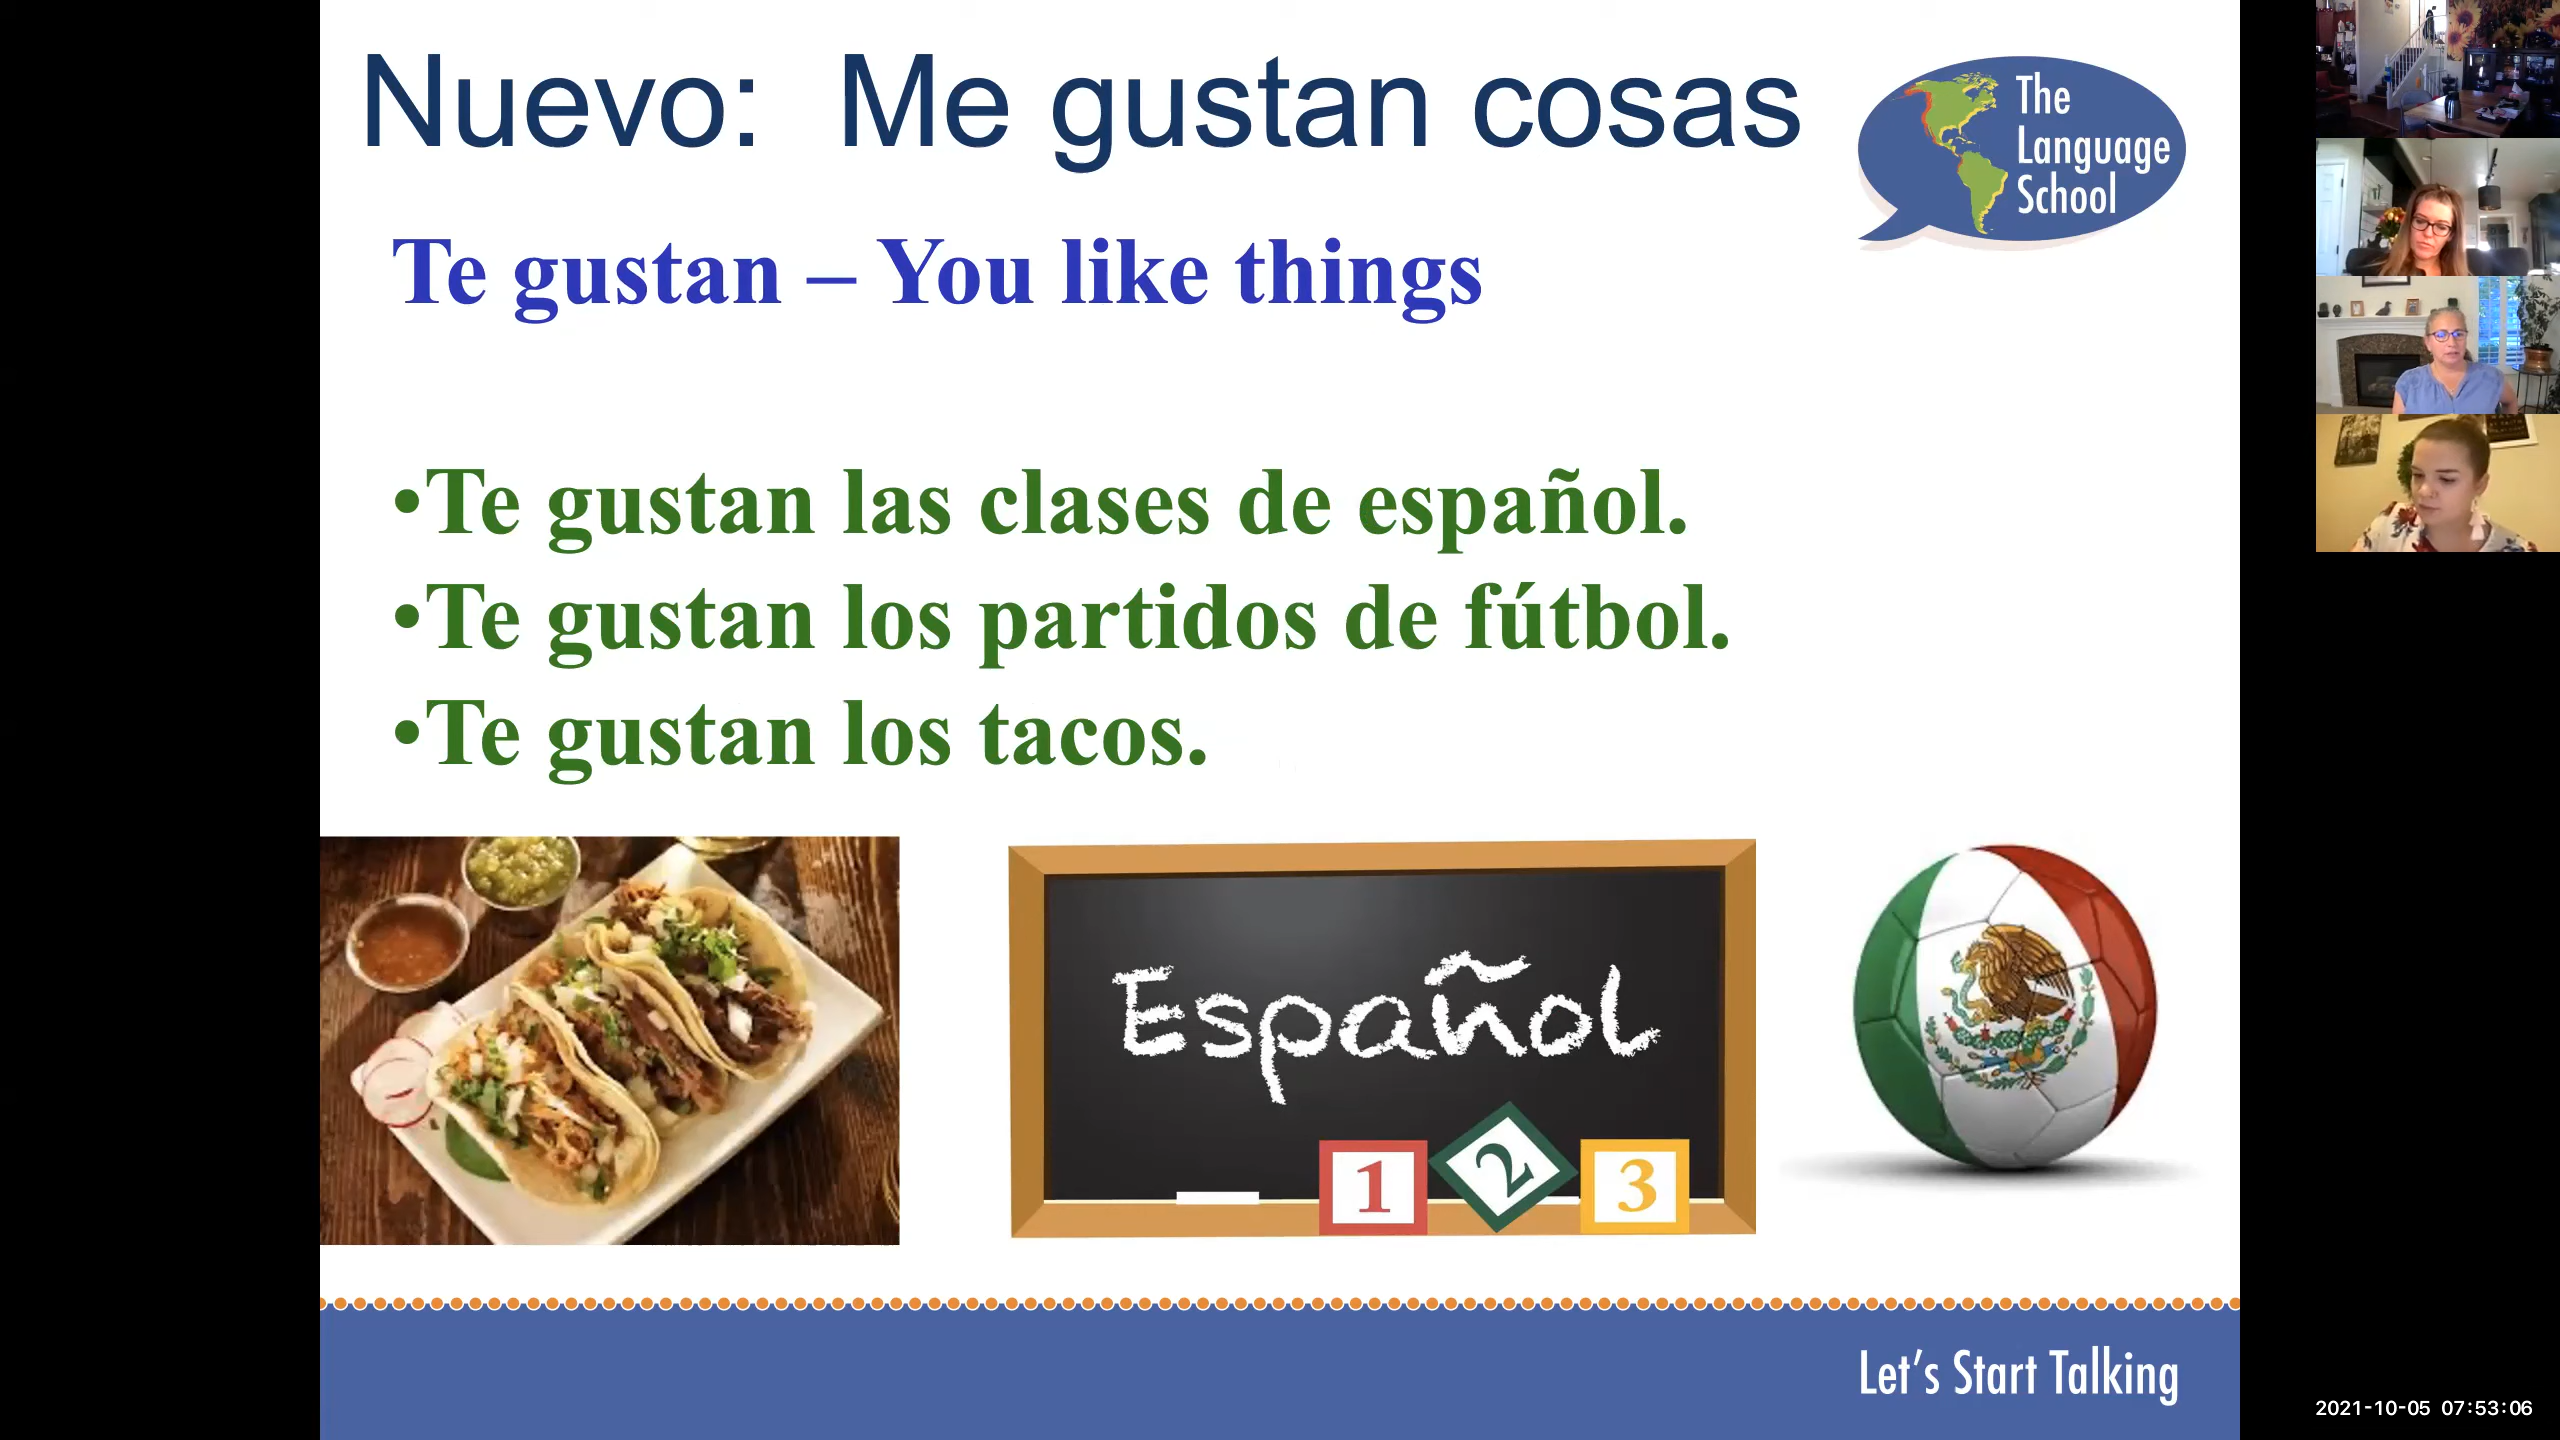 Nuevo:  Me gustan cosas
The
Language
School
Te gustan – You like things
•Te gustan las clases de español.
•Te gustan los partidos de fútbol.
•Te gustan los tacos.
Español
1 2 3
Let's Start Talking
2021-10-05 07:53:06